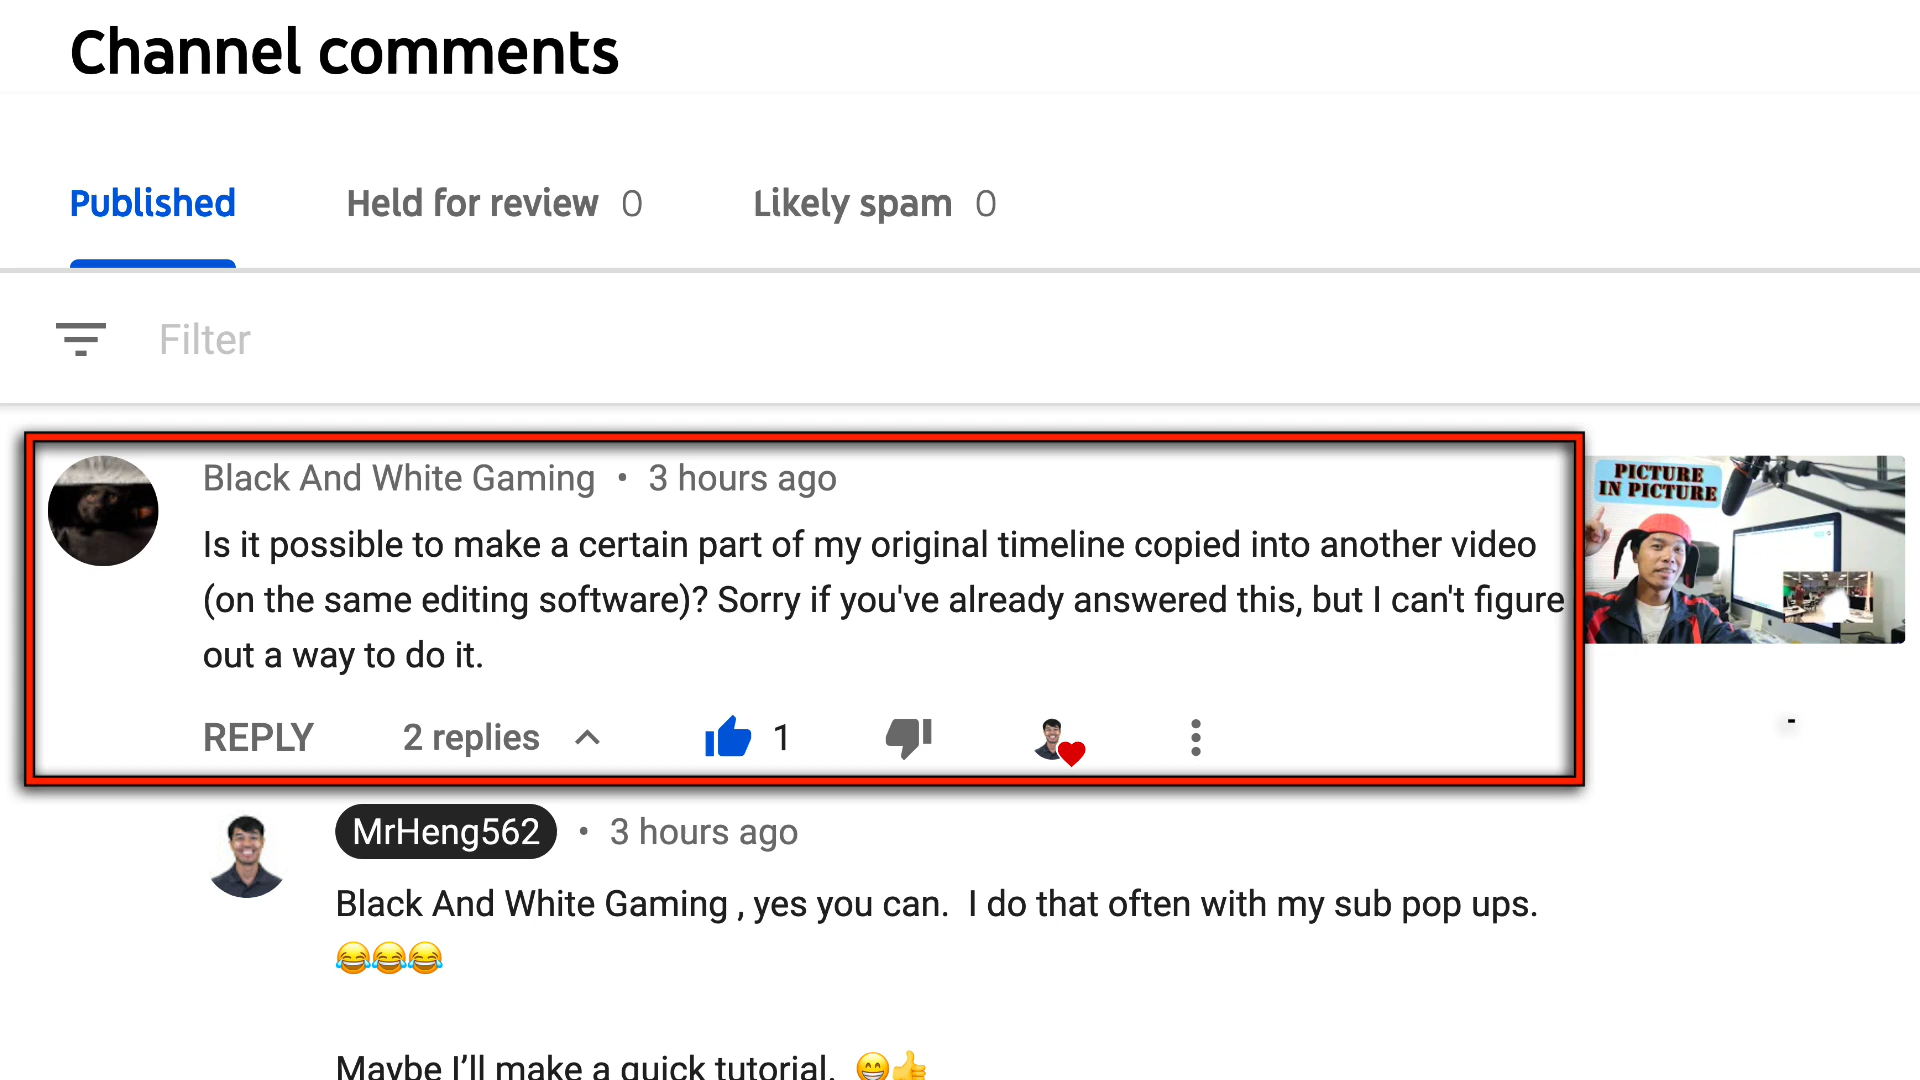 Channel comments
Published Held for review 0 Likely spam 0
Filter
Black And White Gaming • 3 hours ago
Is it possible to make a certain part of my original timeline copied into another video
(on the same editing software)? Sorry if you've already answered this, but I can't figure
out a way to do it.
PICTURE
IN PICTURE
REPLY 2 replies 1
MrHeng562 • 3 hours ago
Black And White Gaming , yes you can.  I do that often with my sub pop ups.
😂😂😂
Maybe I’ll make a quick tutorial.  😁👍